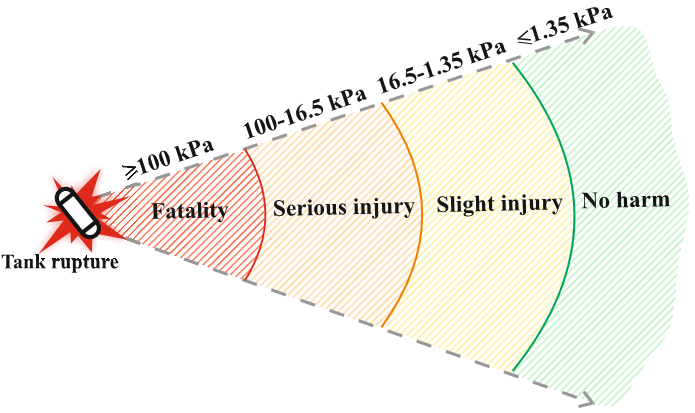 ≥100 kPa
100-16.5 kPa
16.5-1.35 kPa
≤1.35 kPa
Fatality
Serious injury
Slight injury
No harm
Tank rupture